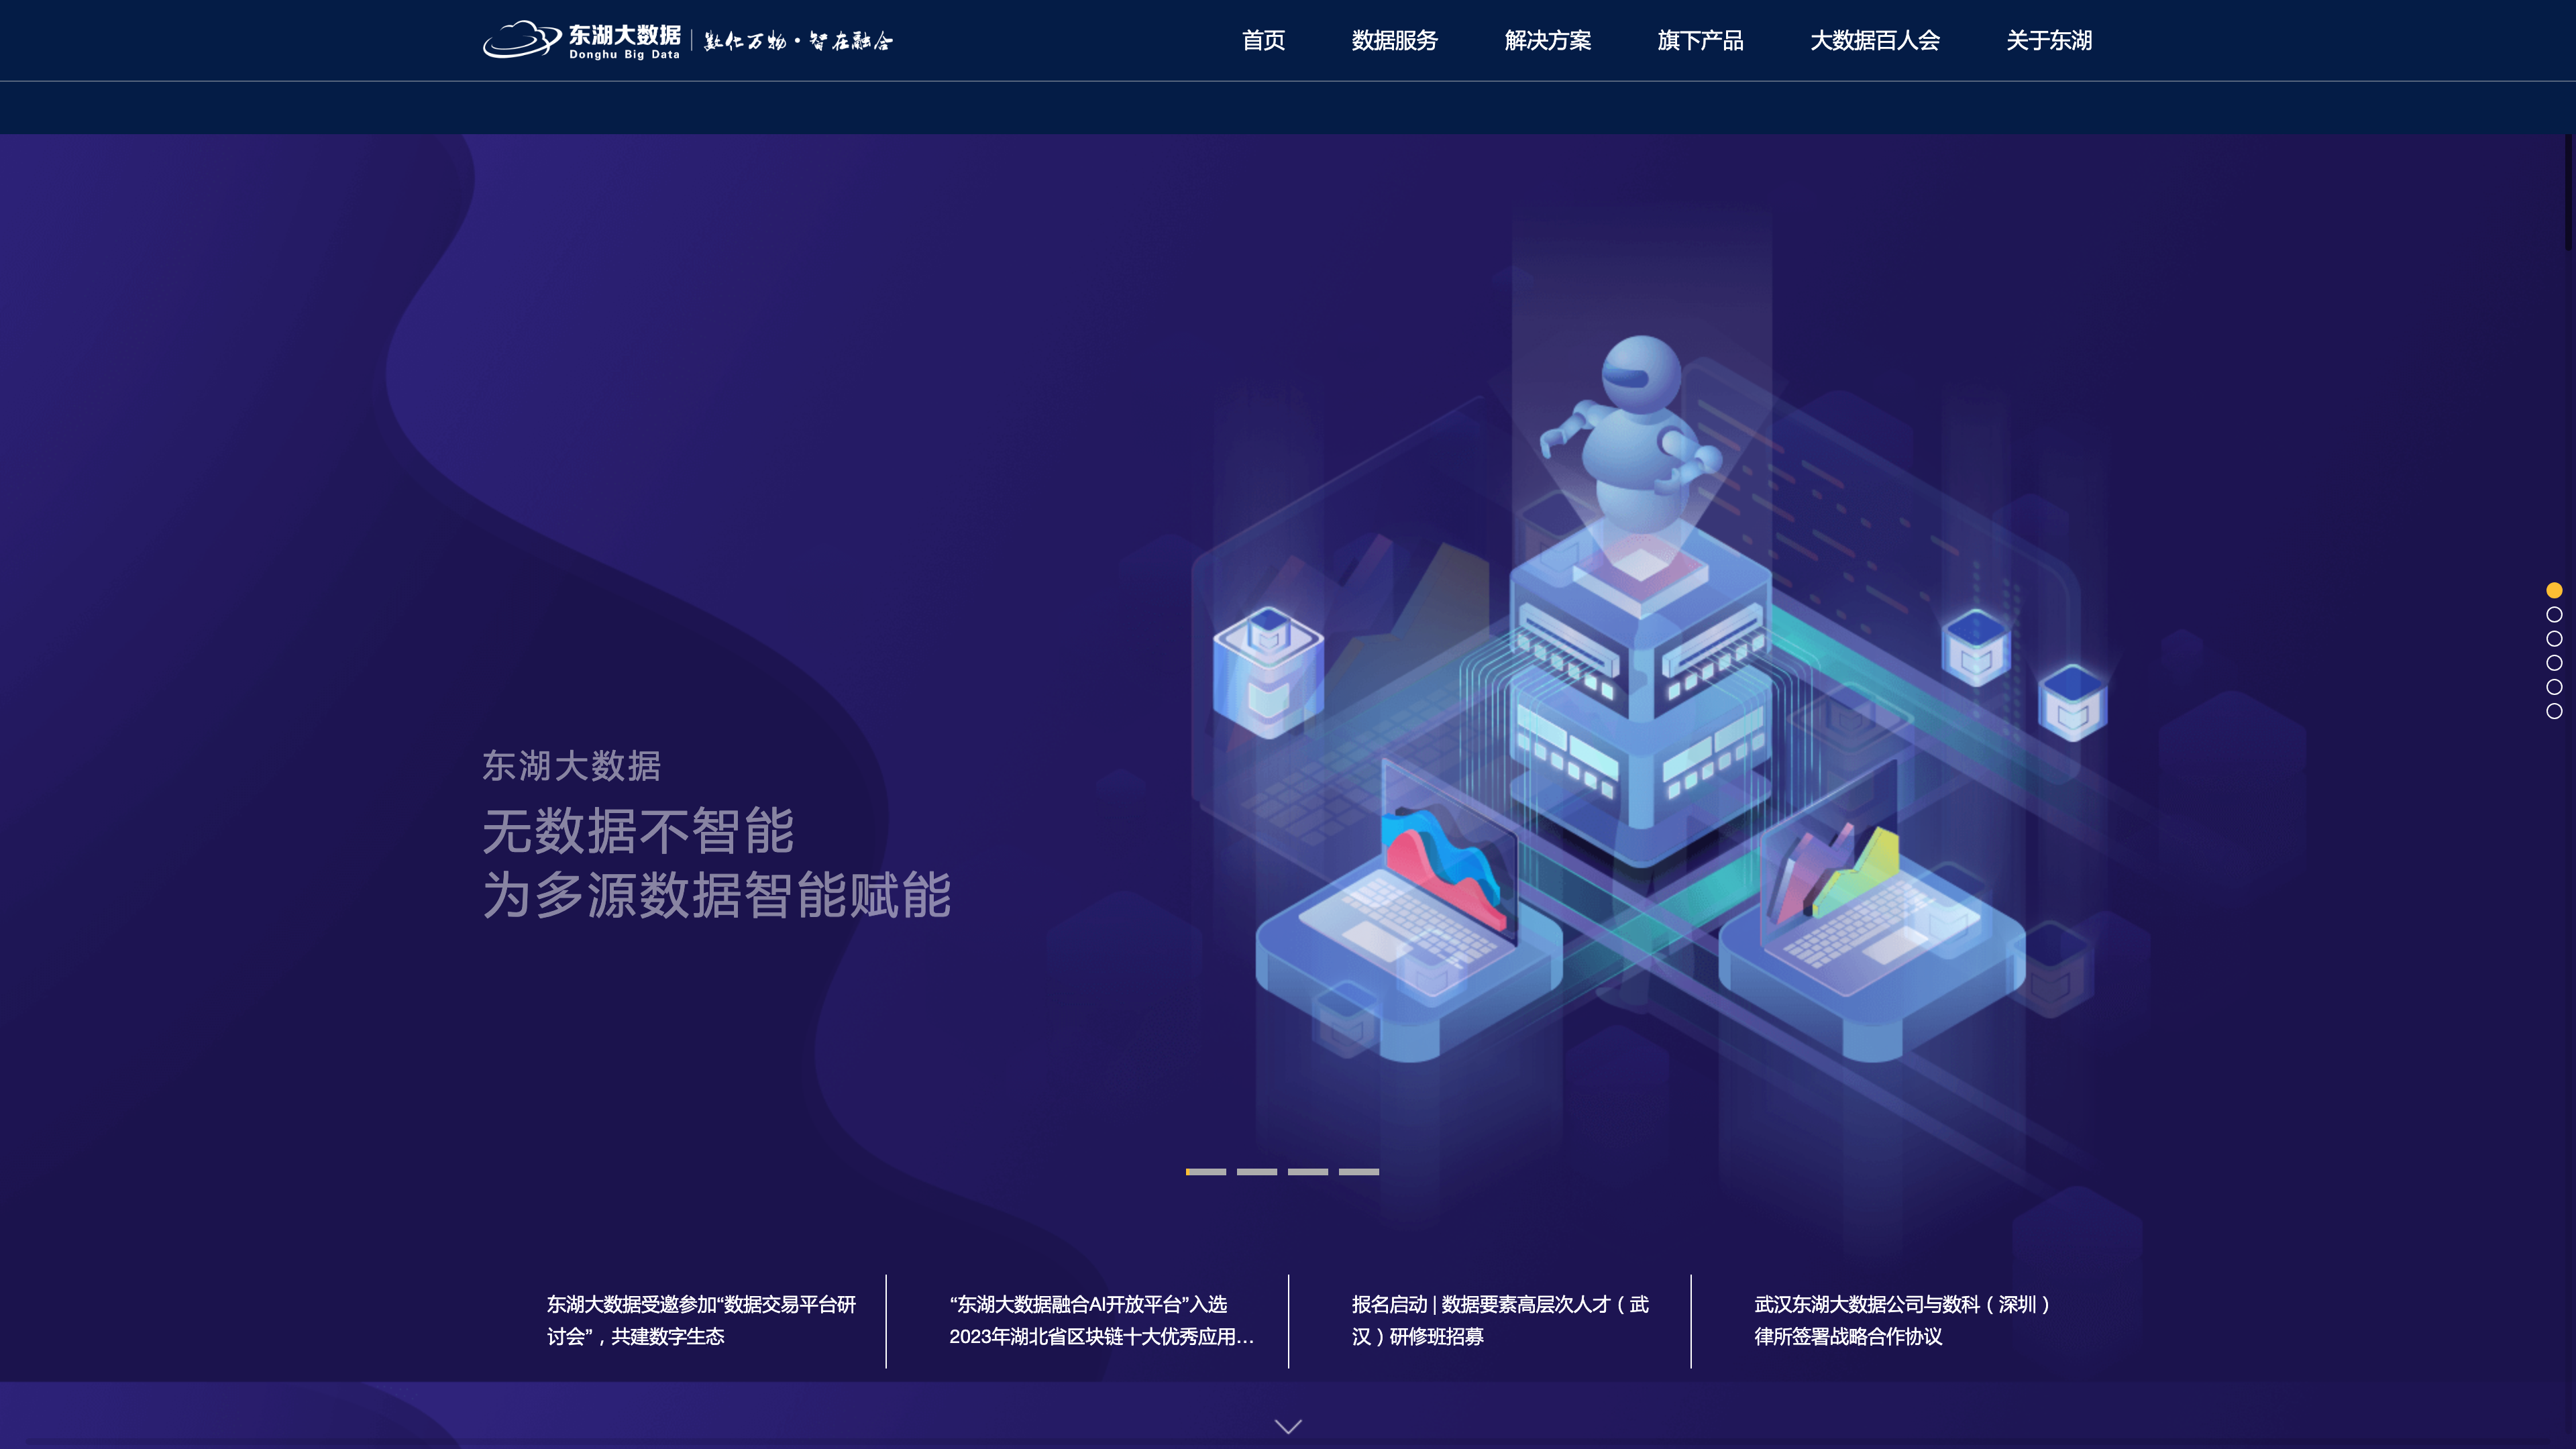 东湖大数据
Donghu Big Data
数化万物·智在融合
首页
数据服务
解决方案
旗下产品
大数据百人会
关于东湖
东湖大数据
无数据不智能
为多源数据智能赋能
东湖大数据受邀参加“数据交易平台研
讨会”，共建数字生态
“东湖大数据融合AI开放平台”入选
2023年湖北省区块链十大优秀应用…
报名启动 | 数据要素高层次人才（武
汉）研修班招募
武汉东湖大数据公司与数科（深圳）
律所签署战略合作协议